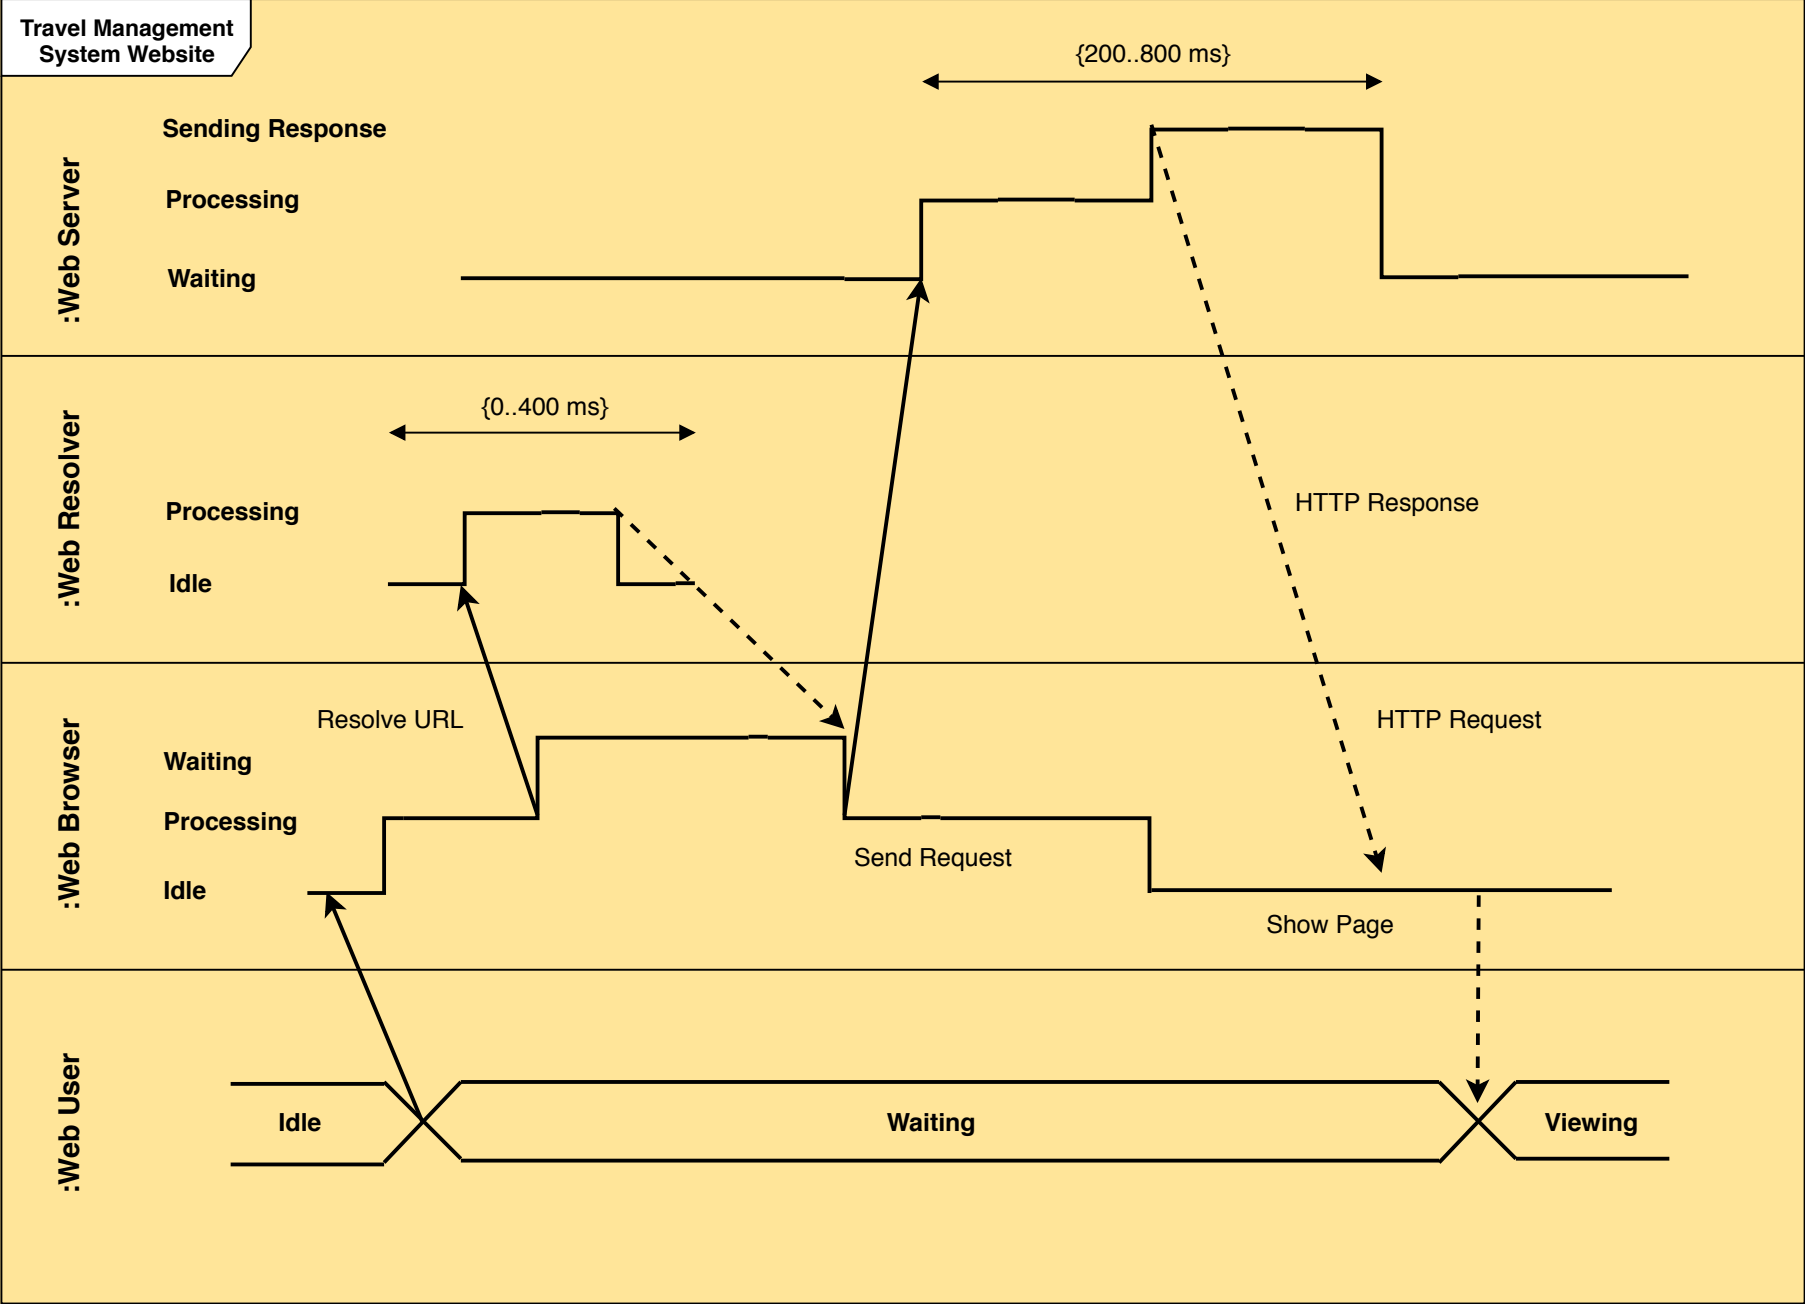 Travel Management
System Website
{200..800 ms}
:Web Server
Sending Response
Processing
Waiting
:Web Resolver
{0..400 ms}
Processing
Idle
HTTP Response
:Web Browser
Resolve URL
HTTP Request
Waiting
Processing
Send Request
Idle
Show Page
:Web User
Idle
Waiting
Viewing